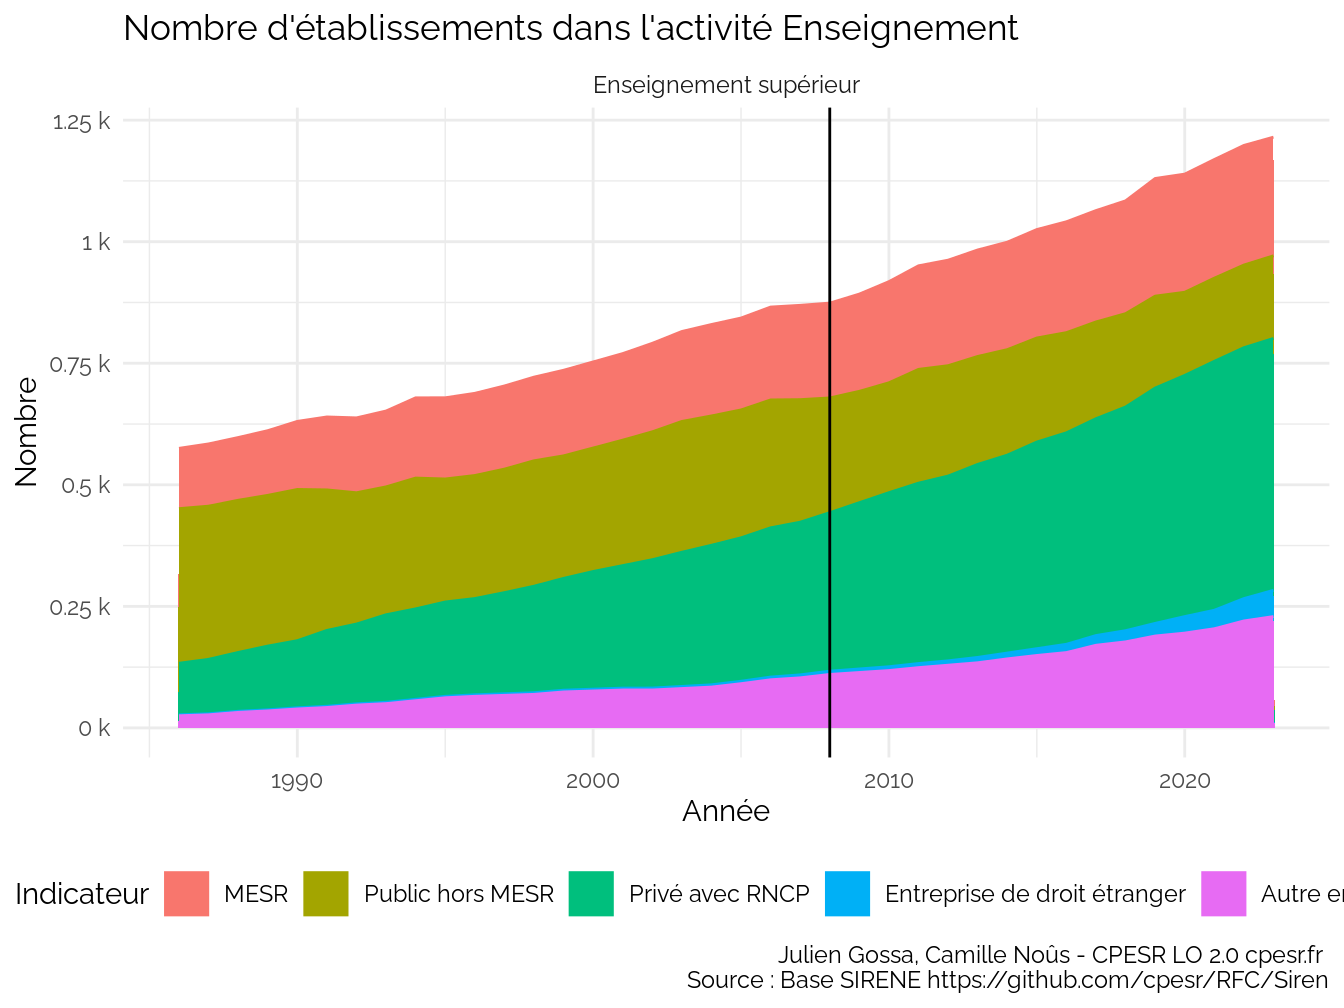 Nombre d'établissements dans l'activité Enseignement
Enseignement supérieur
1.25 k
1 k
0.75 k
0.5 k
0.25 k
0 k
Nombre
1990 2000 2010 2020
Année
Indicateur MESR Public hors MESR Privé avec RNCP Entreprise de droit étranger Autre
Julien Gossa, Camille Noûs - CPESR LO 2.0 cpesr.fr
Source : Base SIRENE https://github.com/cpesr/RFC/Siren